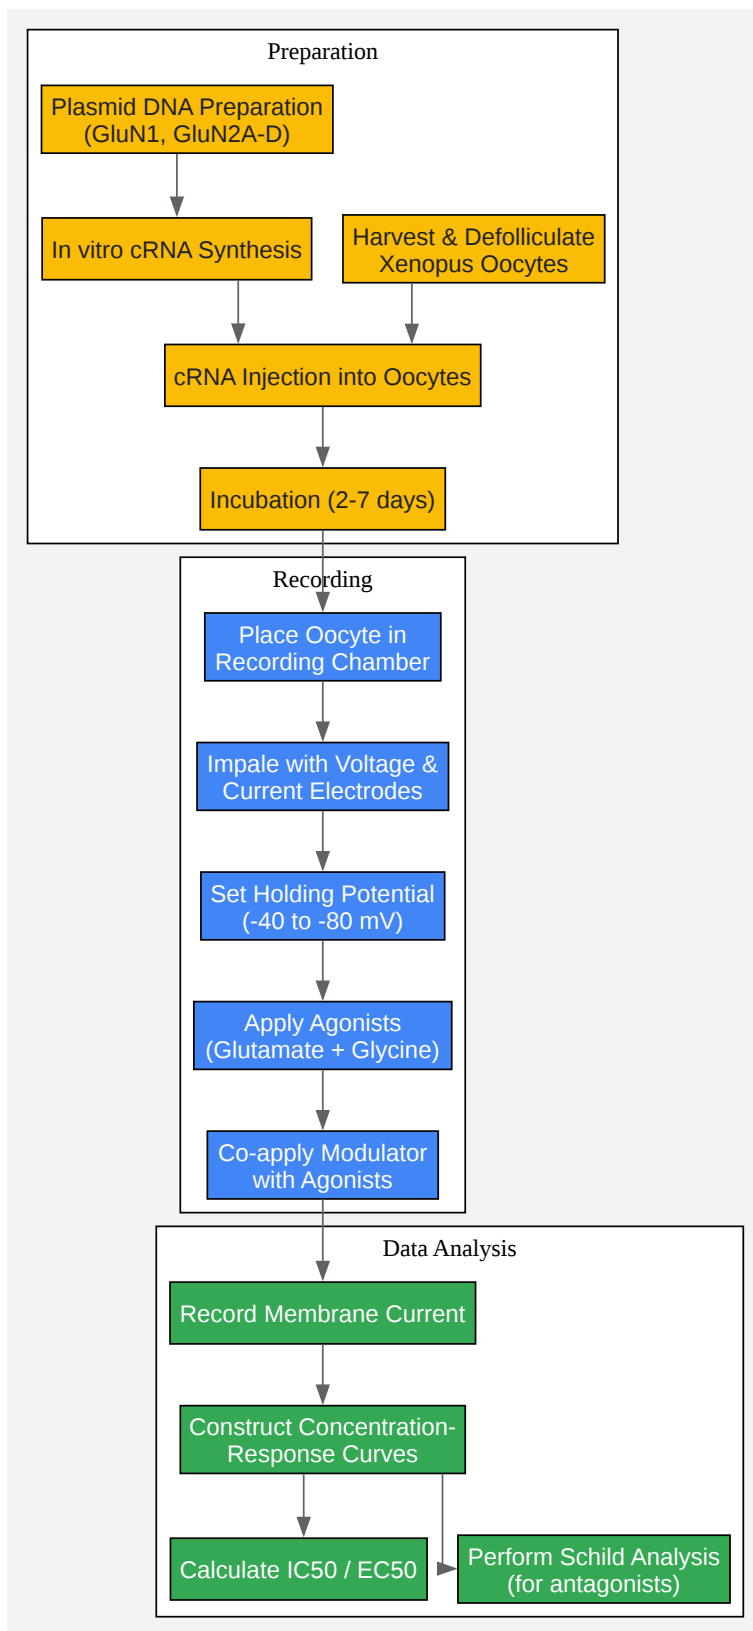 Preparation
Plasmid DNA Preparation
(GluN1, GluN2A-D)
In vitro cRNA Synthesis
Harvest & Defolliculate
Xenopus Oocytes
cRNA Injection into Oocytes
Incubation (2-7 days)
Recording
Place Oocyte in
Recording Chamber
Impale with Voltage &
Current Electrodes
Set Holding Potential
(-40 to -80 mV)
Apply Agonists
(Glutamate + Glycine)
Co-apply Modulator
with Agonists
Data Analysis
Record Membrane Current
Construct Concentration-
Response Curves
Calculate IC50 / EC50
Perform Schild Analysis
(for antagonists)